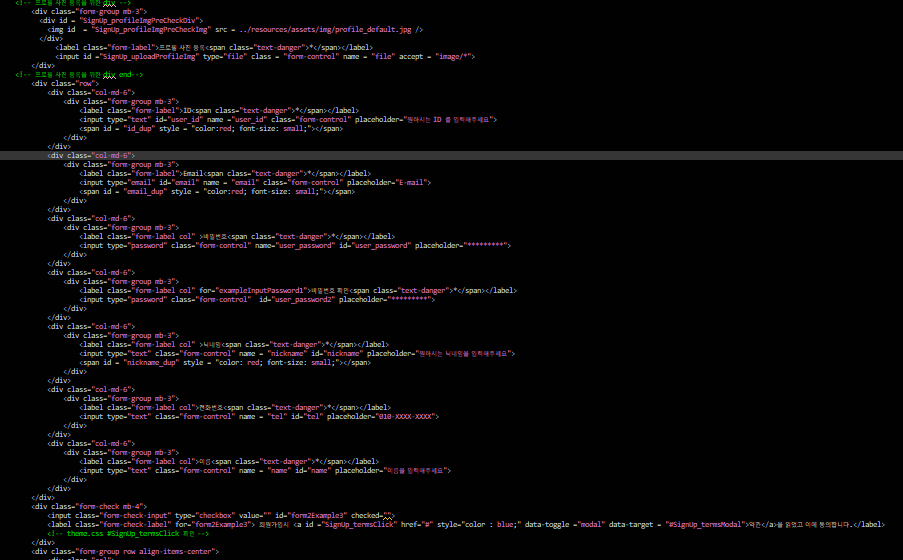 <!-- 프로필 사진 등록을 위한 div -->
<div class="form-group mb-3">
<div id = "SignUp_profileImgPreCheckDiv">
<img id  = "SignUp_profileImgPreCheckImg" src = ../resources/assets/img/profile_default.jpg />
</div>
<label class="form-label">프로필 사진 등록<span class="text-danger">*</span></label>
<input id ="SignUp_uploadProfileImg" type="file" class = "form-control" name = "file" accept = "image/*">
</div>
<!-- 프로필 사진 등록을 위한 div end-->
<div class="row">
<div class="col-md-6">
<div class="form-group mb-3">
<label class="form-label">ID<span class="text-danger">*</span></label>
<input type="text" id="user_id" name ="user_id" class="form-control" placeholder="원하시는 ID 를 입력해주세요">
<span id = "id_dup" style = "color:red; font-size: small;"></span>
</div>
</div>
<div class="col-md-6">
<div class="form-group mb-3">
<label class="form-label">Email<span class="text-danger">*</span></label>
<input type="email" id="email" name = "email" class="form-control" placeholder="E-mail">
<span id = "email_dup" style = "color:red; font-size: small;"></span>
</div>
</div>
<div class="col-md-6">
<div class="form-group mb-3">
<label class="form-label col" >비밀번호<span class="text-danger">*</span></label>
<input type="password" class="form-control" name="user_password" id="user_password" placeholder="*********">
</div>
</div>
<div class="col-md-6">
<div class="form-group mb-3">
<label class="form-label col" for="exampleInputPassword1">비밀번호 확인<span class="text-danger">*</span></label>
<input type="password" class="form-control"  id="user_password2" placeholder="*********">
</div>
</div>
<div class="col-md-6">
<div class="form-group mb-3">
<label class="form-label col" >닉네임<span class="text-danger">*</span></label>
<input type="text" class="form-control" name = "nickname" id="nickname" placeholder="원하시는 닉네임을 입력해주세요">
<span id = "nickname_dup" style = "color: red; font-size: small;"></span>
</div>
</div>
<div class="col-md-6">
<div class="form-group mb-3">
<label class="form-label col">전화번호<span class="text-danger">*</span></label>
<input type="text" class="form-control" name = "tel" id="tel" placeholder="010-XXXX-XXXX">
</div>
</div>
<div class="col-md-6">
<div class="form-group mb-3">
<label class="form-label col">이름<span class="text-danger">*</span></label>
<input type="text" class="form-control" name = "name" id="name" placeholder="이름을 입력해주세요">
</div>
</div>
</div>
<div class="form-check mb-4">
<input class="form-check-input" type="checkbox" value="" id="form2Example3" checked="">
<label class="form-check-label" for="form2Example3"> 회원가입시 <a id ="SignUp_termsClick" href="#" style="color : blue;" data-toggle = "modal" data-target = "#SignUp_termsModal">약관</a>을 읽었고 이에 동의합니다.</label>
<!-- theme.css #SignUp_termsClick 확인 -->
</div>
<div class="form-group row align-items-center">